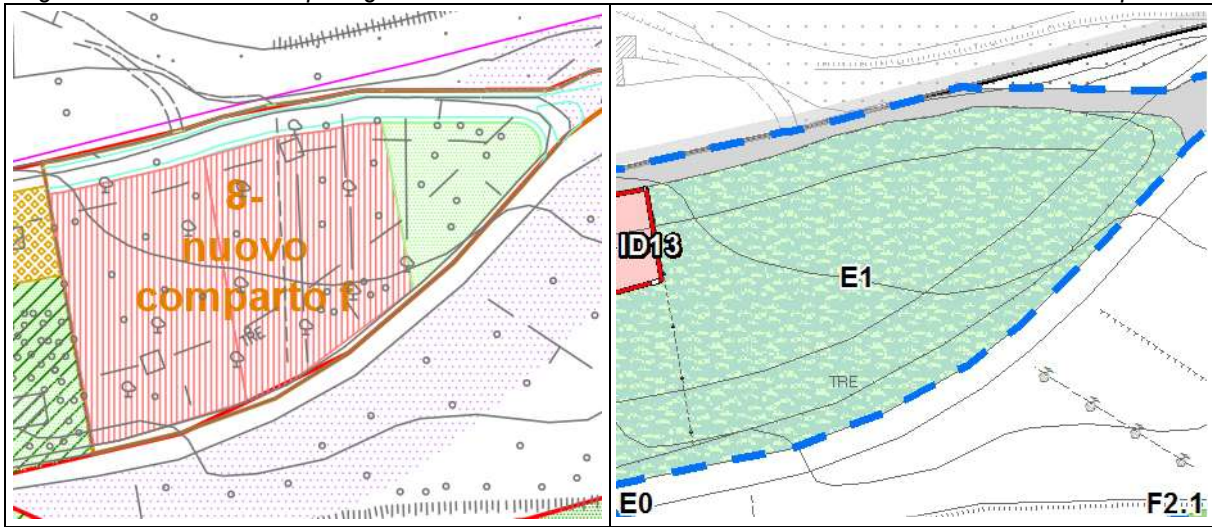 8-
nuovo
comparto f
TRE
ID13
E1
TRE
E0
F2.1